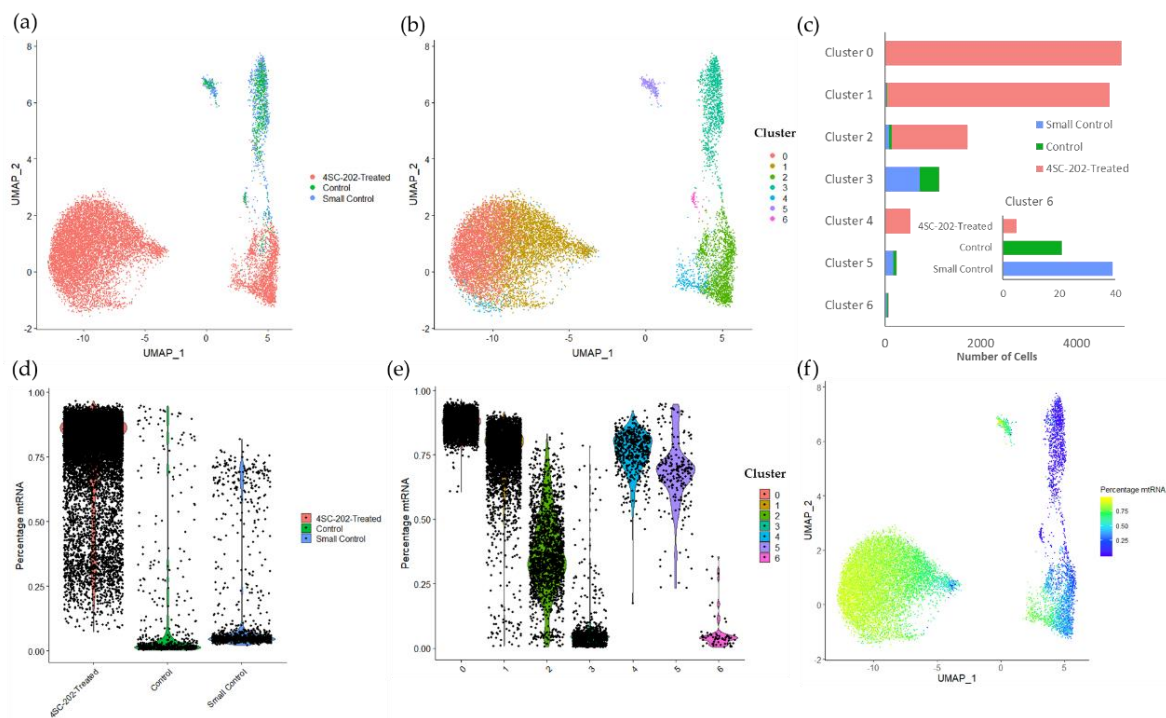 (a)
8
6
4
2
0
-2
UMAP_2
-10
-5
0
5
UMAP_1
4SC-202-Treated
Control
Small Control
(b)
8
6
4
2
0
-2
UMAP_2
-10
-5
0
5
UMAP_1
Cluster
0
1
2
3
4
5
6
(c)
Cluster 0
Cluster 1
Cluster 2
Cluster 3
Cluster 4
Cluster 5
Cluster 6
Small Control
Control
4SC-202-Treated
Cluster 6
4SC-202-Treated
Control
Small Control
0 20 40
0 2000 4000
Number of Cells
(d)
1.00
0.75
0.50
0.25
0.00
Percentage mtRNA
4SC-202-Treated
Control
Small Control
4SC-202-Treated
Control
Small Control
(e)
1.00
0.75
0.50
0.25
0.00
Percentage mtRNA
0 1 2 3 4 5 6
Cluster
0
1
2
3
4
5
6
(f)
8
6
4
2
0
-2
UMAP_2
-10
-5
0
5
UMAP_1
Percentage mtRNA
0.75
0.50
0.25